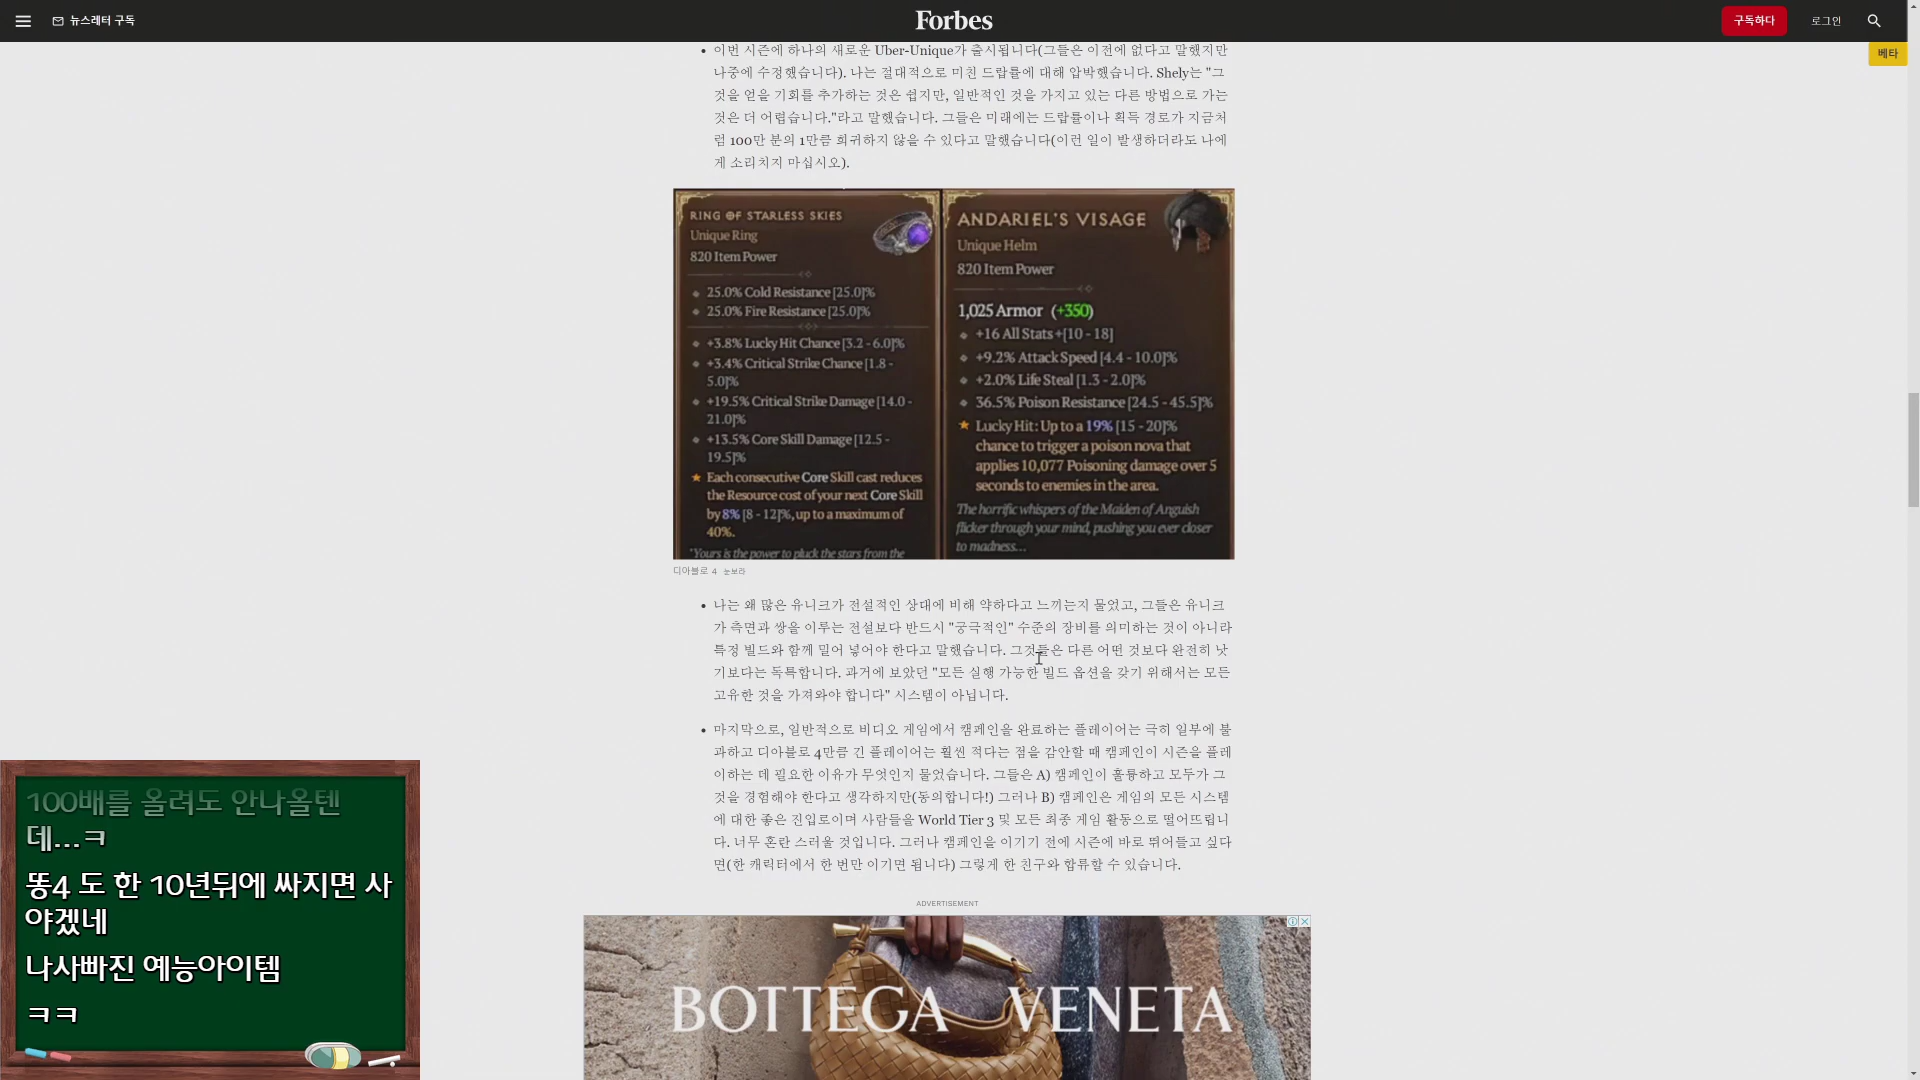 뉴스레터 구독
Forbes
구독하다
로그인
베타
이번 시즌에 하나의 새로운 Uber-Unique가 출시됩니다(그들은 이전에 없다고 말했지만
나중에 수정했습니다). 나는 절대적으로 미친 드랍률에 대해 압박했습니다. Shely는 "그
것을 얻을 기회를 추가하는 것은 쉽지만, 일반적인 것을 가지고 있는 다른 방법으로 가는
것은 더 어렵습니다."라고 말했습니다. 그들은 미래에는 드랍률이나 획득 경로가 지금처
럼 100만 분의 1만큼 희귀하지 않을 수 있다고 말했습니다(이런 일이 발생하더라도 나에
게 소리치지 마십시오).
RING OF STARLESS SKIES
Unique Ring
820 Item Power
25.0% Cold Resistance [25.0]%
25.0% Fire Resistance [25.0]%
+3.8% Lucky Hit Chance [3.2 - 6.0]%
+3.4% Critical Strike Chance [1.8 -
5.0]%
+19.5% Critical Strike Damage [14.0 -
21.0]%
+13.5% Core Skill Damage [12.5 -
19.5]%
Each consecutive Core Skill cast reduces
the Resource cost of your next Core Skill
by 8% [8 - 12]%, up to a maximum of
40%.
"Yours is the power to pluck the stars from the
ANDARIEL'S VISAGE
Unique Helm
820 Item Power
1,025 Armor (+350)
+16 All Stats +[10 - 18]
+9.2% Attack Speed [4.4 - 10.0]%
+2.0% Life Steal [1.3 - 2.0]%
36.5% Poison Resistance [24.5 - 45.5]%
Lucky Hit: Up to a 19% [15 - 20]%
chance to trigger a poison nova that
applies 10,077 Poisoning damage over 5
seconds to enemies in the area.
The horrific whispers of the Maiden of Anguish
flicker through your mind, pushing you ever closer
to madness...
디아블로 4 눈보라
나는 왜 많은 유니크가 전설적인 상대에 비해 약하다고 느끼는지 물었고, 그들은 유니크
가 측면과 쌍을 이루는 전설보다 반드시 "궁극적인" 수준의 장비를 의미하는 것이 아니라
특정 빌드와 함께 밀어 넣어야 한다고 말했습니다. 그것들은 다른 어떤 것보다 완전히 낫
기보다는 독특합니다. 과거에 보았던 "모든 실행 가능한 빌드 옵션을 갖기 위해서는 모든
고유한 것을 가져와야 합니다" 시스템이 아닙니다.
마지막으로, 일반적으로 비디오 게임에서 캠페인을 완료하는 플레이어는 극히 일부에 불
과하고 디아블로 4만큼 긴 플레이어는 훨씬 적다는 점을 감안할 때 캠페인이 시즌을 플레
이하는 데 필요한 이유가 무엇인지 물었습니다. 그들은 A) 캠페인이 훌륭하고 모두가 그
것을 경험해야 한다고 생각하지만(동의합니다!) 그러나 B) 캠페인은 게임의 모든 시스템
에 대한 좋은 진입로이며 사람들을 World Tier 3 및 모든 최종 게임 활동으로 떨어뜨립니
다. 너무 혼란 스러울 것입니다. 그러나 캠페인을 이기기 전에 시즌에 바로 뛰어들고 싶다
면(한 캐릭터에서 한 번만 이기면 됩니다) 그렇게 한 친구와 합류할 수 있습니다.
ADVERTISEMENT
BOTTEGA VENETA
100배를 올려도 안나올텐
데...ㅋ
똥4 도 한 10년뒤에 싸지면 사
야겠네
나사빠진 예능아이템
ㅋㅋ